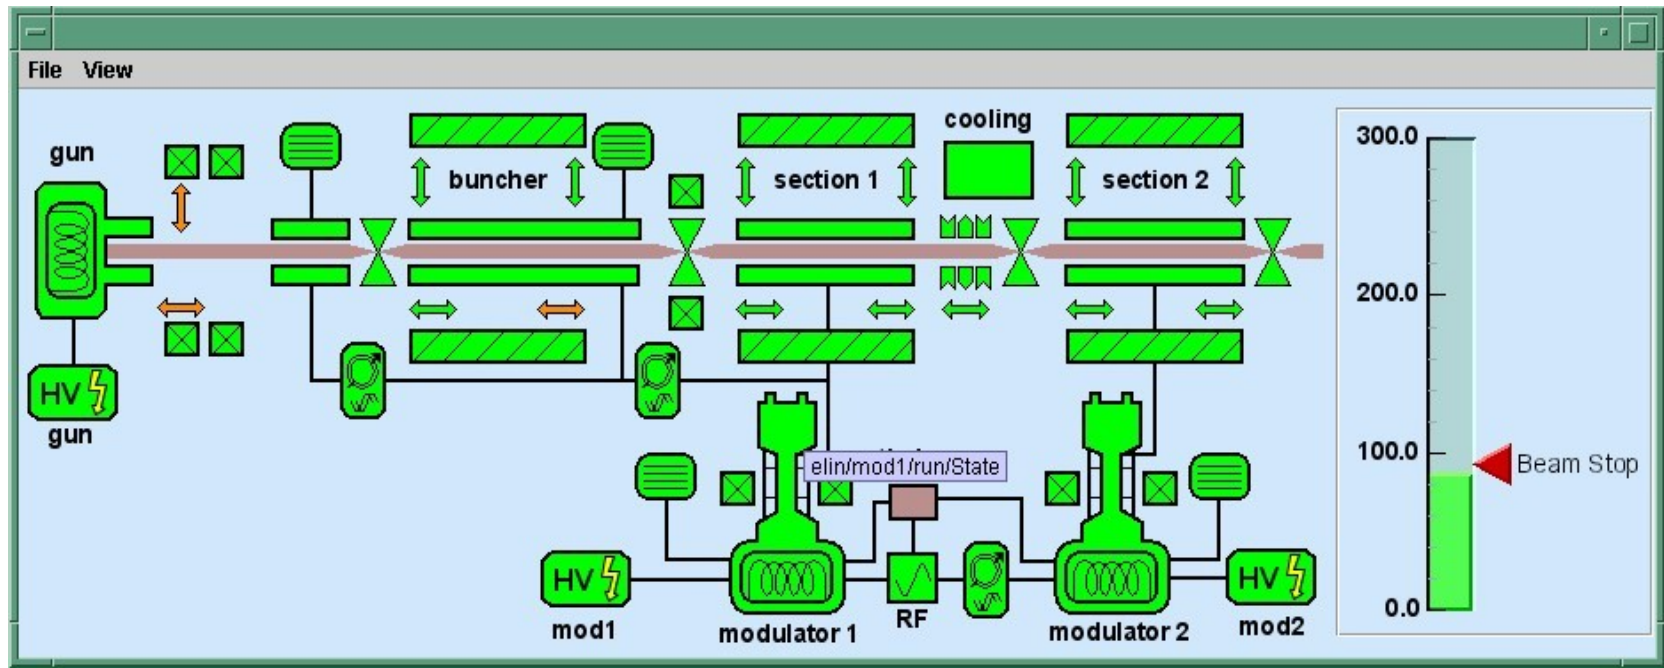 File View
gun
buncher
section 1
cooling
section 2
HV
gun
elin/mod1/run/State
HV
mod1
modulator 1
RF
modulator 2
HV
mod2
300.0
200.0
100.0
0.0
Beam Stop